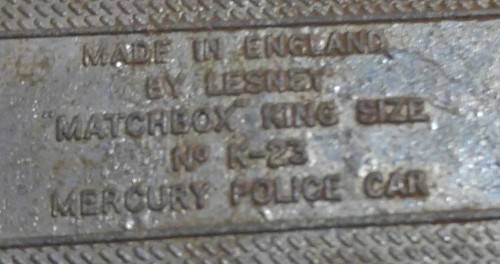 MADE IN ENGLAND
BY LESNEY
"MATCHBOX" KING SIZE
Nº K-23
MERCURY POLICE CAR